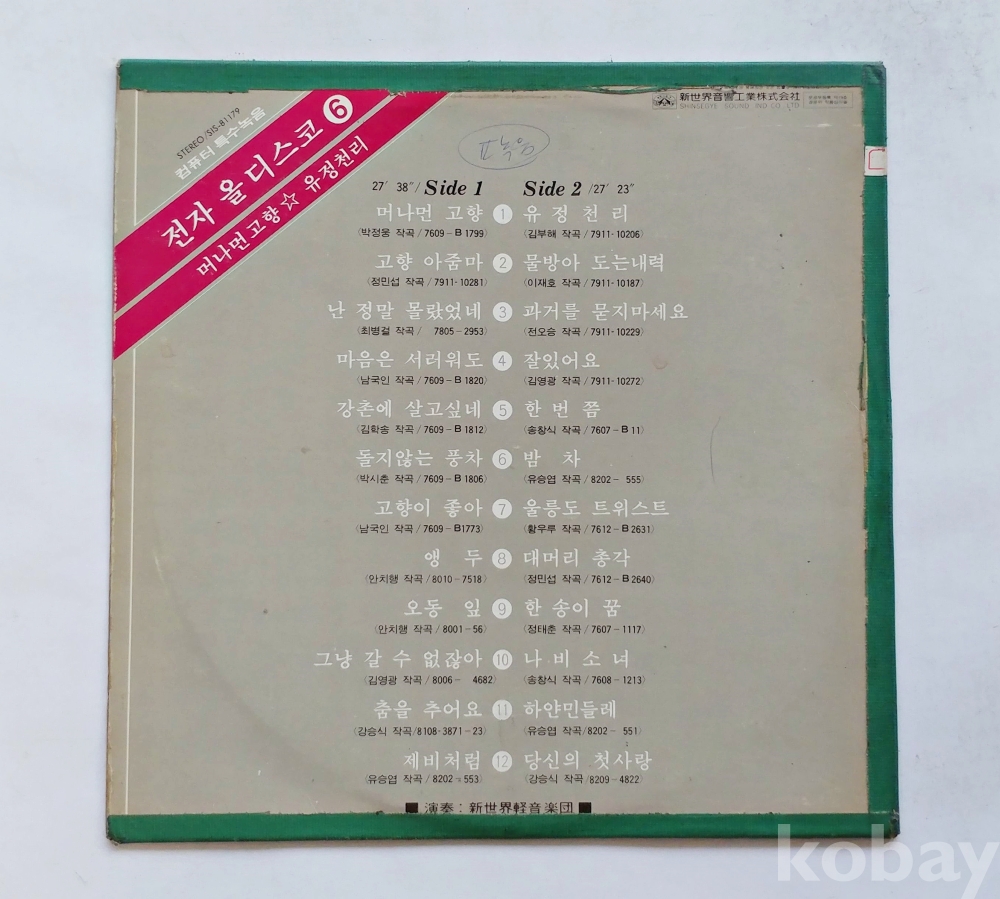 STEREO/SIS-81179
컴퓨터 특수녹음
전자 올 디스코 6
머나먼고향☆유정천리
新世界音響工業株式会社
SHINSEGYE SOUND IND CO. LTD
II 녹음
27′ 38″/ Side 1
머나먼 고향 1
(박정웅 작곡/7609-B1799)
고향 아줌마 2
(정민섭 작곡/7911-10281)
난 정말 몰랐었네 3
(최병걸 작곡/ 7805-2953)
마음은 서러워도 4
(남국인 작곡/7609-B1820)
강촌에 살고싶네 5
(김학송 작곡/7609-B1812)
돌지않는 풍차 6
(박시춘 작곡/7609-B1806)
고향이 좋아 7
(남국인 작곡/7609-B1773)
앵 두 8
(안치행 작곡/8010-7518)
오동 잎 9
(안치행 작곡/8001-56)
그냥 갈 수 없잖아 10
(김영광 작곡/8006- 4682)
춤을 추어요 11
(강승식 작곡/8108-3871-23)
제비처럼 12
(유승엽 작곡/8202-553)
Side 2 /27′ 23″
유 정 천 리
(김부해 작곡/7911-10206)
물방아 도는내력
(이재호 작곡/7911-10187)
과거를 묻지마세요
(전오승 작곡/7911-10229)
잘있어요
(김영광 작곡/7911-10272)
한 번 쯤
(송창식 작곡/7607-B11)
밤 차
(유승엽 작곡/8202- 555)
울릉도 트위스트
(황우루 작곡/7612-B2631)
대머리 총각
(정민섭 작곡/7612-B2640)
한 송이 꿈
(정태춘 작곡/7607-1117)
나 비 소 녀
(송창식 작곡/7608-1213)
하얀민들레
(유승엽 작곡/8202- 551)
당신의 첫사랑
(강승식 작곡/8209-4822)
■ 演奏：新世界軽音楽団 ■
kobay